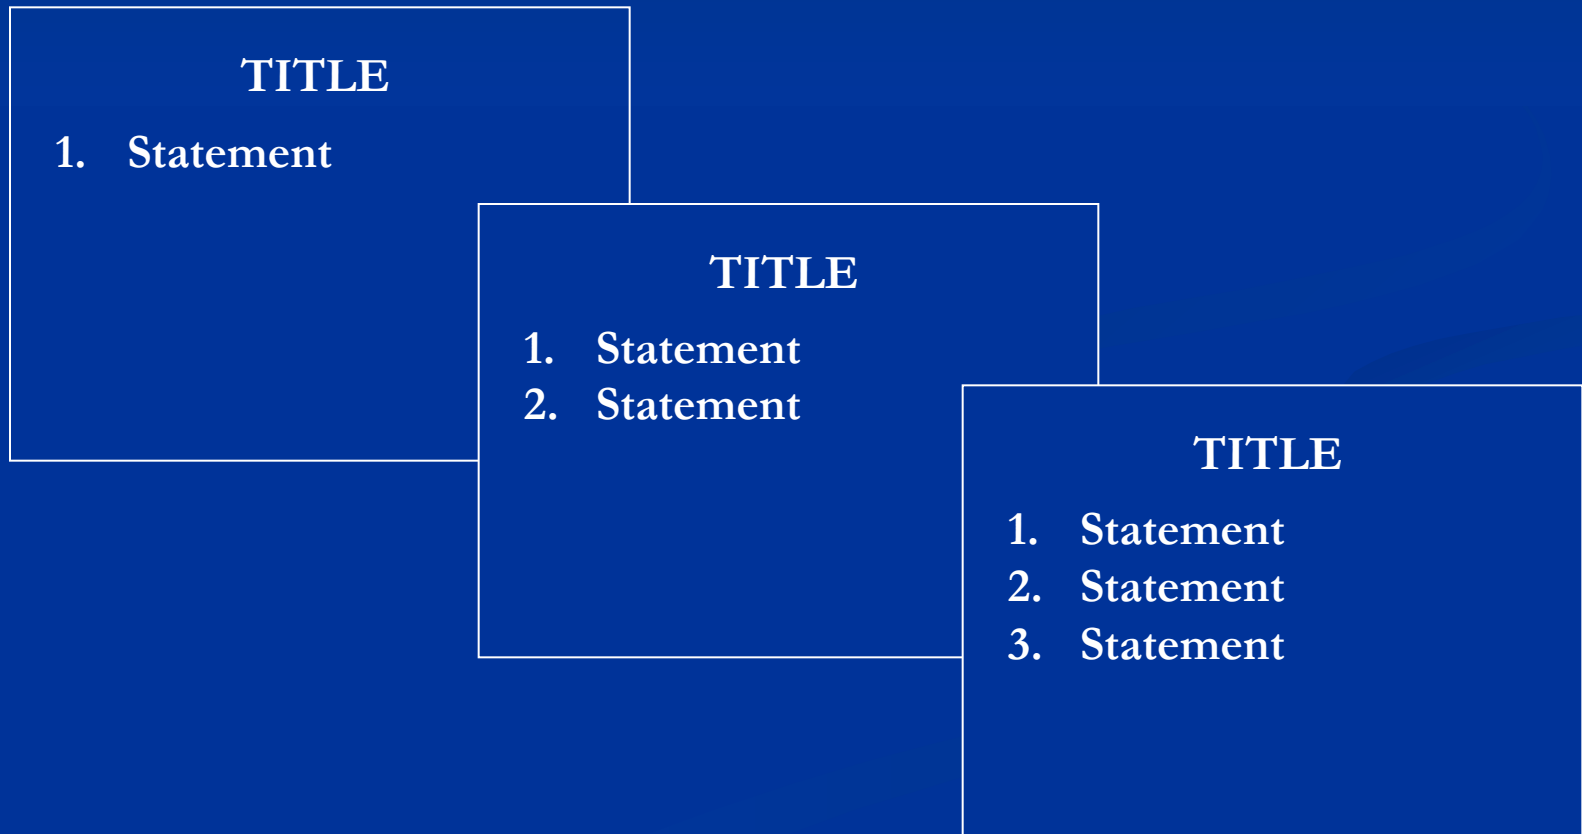 TITLE
1. Statement
TITLE
1. Statement
2. Statement
TITLE
1. Statement
2. Statement
3. Statement